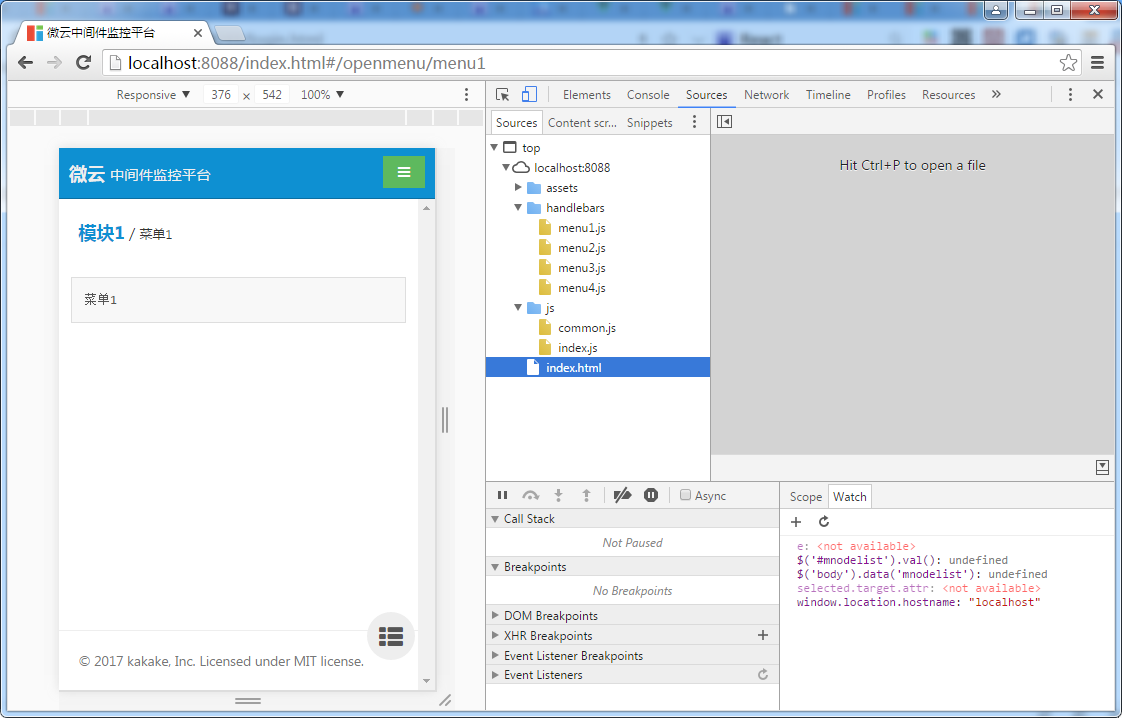 微云中间件监控平台
localhost:8088/index.html#/openmenu/menu1
Responsive ▼ 376 x 542 100% ▼
Elements Console Sources Network Timeline Profiles Resources »
Sources Content scr... Snippets
微云 中间件监控平台
模块1 / 菜单1
菜单1
© 2017 kakake, Inc. Licensed under MIT license.
top
localhost:8088
assets
handlebars
menu1.js
menu2.js
menu3.js
menu4.js
js
common.js
index.js
index.html
Hit Ctrl+P to open a file
Async
Call Stack
Not Paused
Breakpoints
No Breakpoints
DOM Breakpoints
XHR Breakpoints
Event Listener Breakpoints
Event Listeners
Scope Watch
e: <not available>
$('#mnodelist').val(): undefined
$('body').data('mnodelist'): undefined
selected.target.attr: <not available>
window.location.hostname: "localhost"